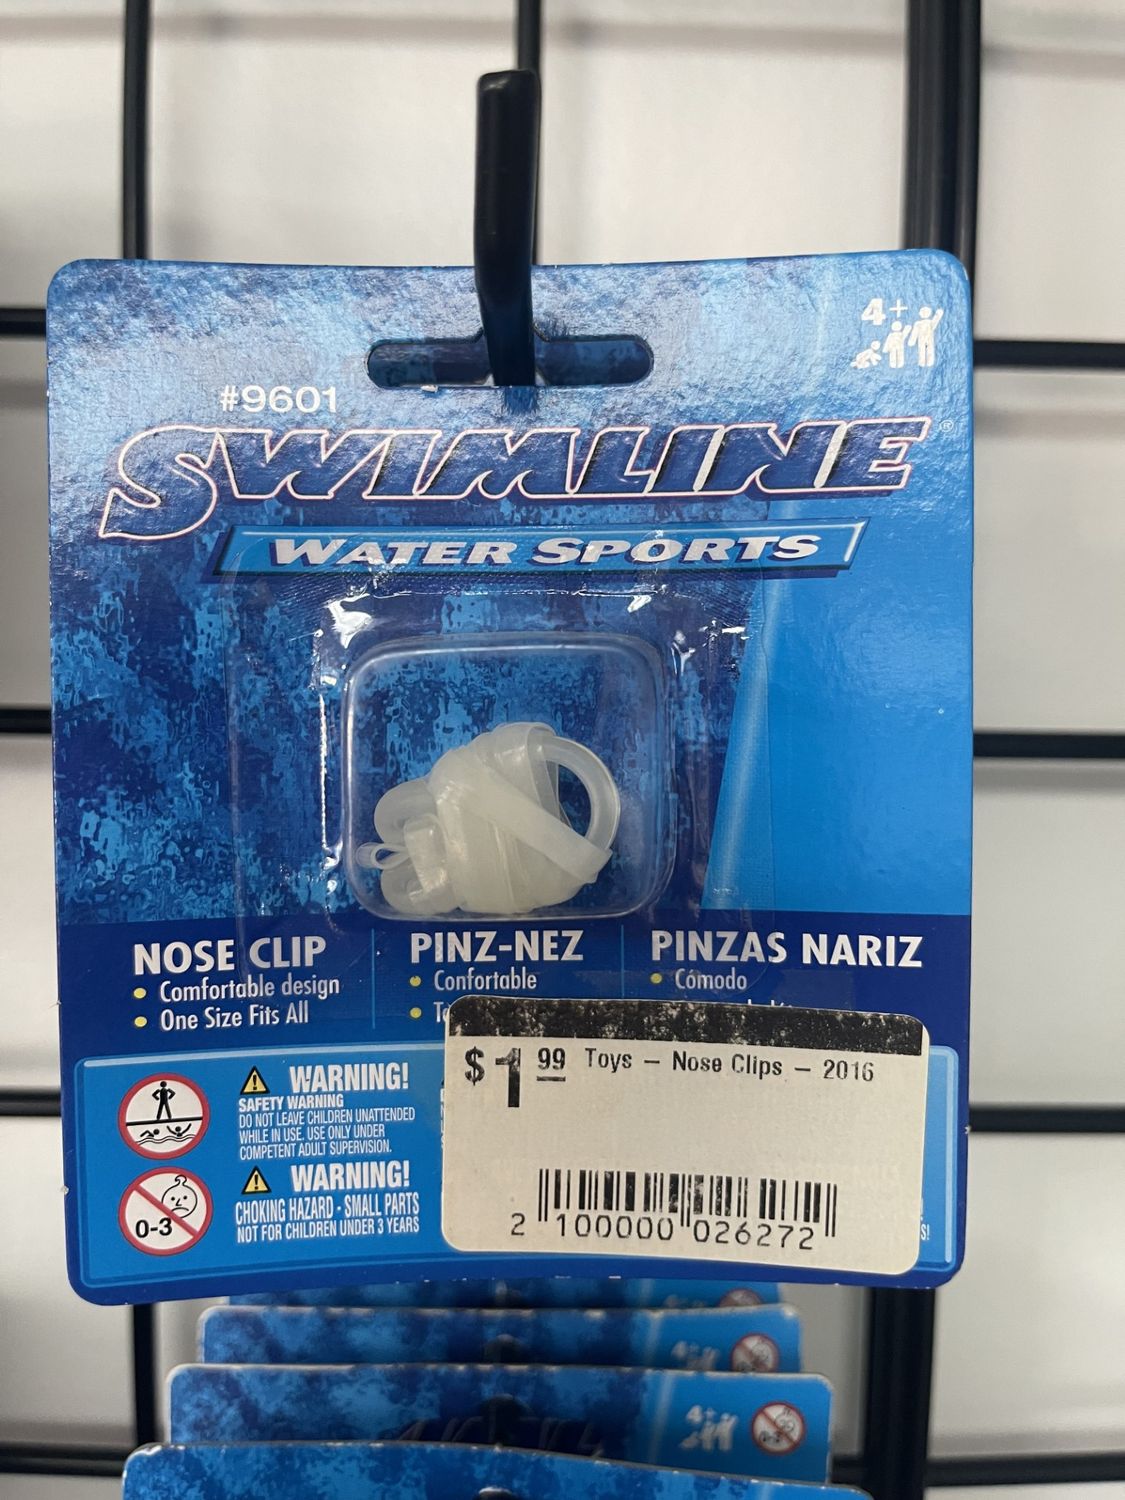 4+
#9601
SWIMLINE®
WATER SPORTS
NOSE CLIP
• Comfortable design
• One Size Fits All
PINZ-NEZ
• Confortable
PINZAS NARIZ
• Cómodo
$1 99 Toys – Nose Clips – 2016
2 100000 026272
WARNING!
SAFETY WARNING
DO NOT LEAVE CHILDREN UNATTENDED
WHILE IN USE. USE ONLY UNDER
COMPETENT ADULT SUPERVISION.
0-3
WARNING!
CHOKING HAZARD • SMALL PARTS
NOT FOR CHILDREN UNDER 3 YEARS
4+
4+